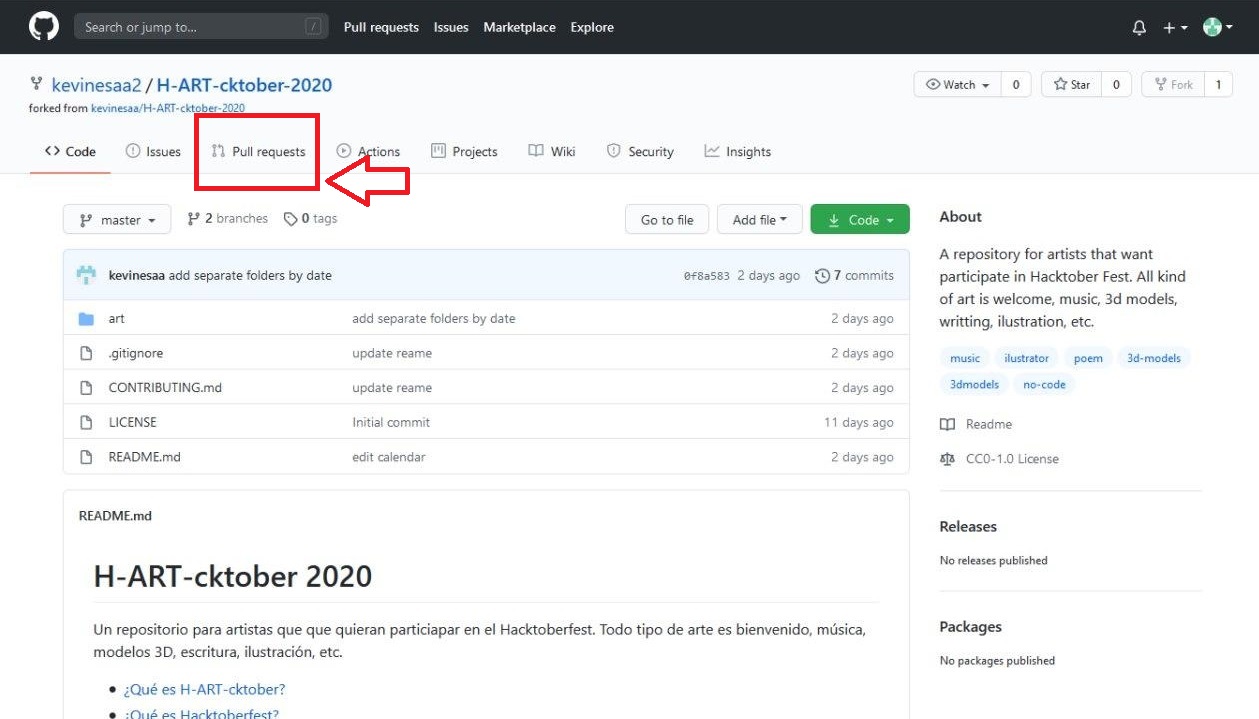 Search or jump to... / Pull requests Issues Marketplace Explore
kevinesaa2 / H-ART-cktober-2020 Watch 0 Star 0 Fork 1
forked from kevinesaa/H-ART-cktober-2020
Code Issues Pull requests Actions Projects Wiki Security Insights
master 2 branches 0 tags Go to file Add file Code
kevinesaa add separate folders by date 0f8a583 2 days ago 7 commits
art add separate folders by date 2 days ago
.gitignore update reame 2 days ago
CONTRIBUTING.md update reame 2 days ago
LICENSE Initial commit 11 days ago
README.md edit calendar 2 days ago
README.md
H-ART-cktober 2020
Un repositorio para artistas que que quieran particiapar en el Hacktoberfest. Todo tipo de arte es bienvenido, música,
modelos 3D, escritura, ilustración, etc.
¿Qué es H-ART-cktober?
¿Qué es Hacktoberfest?
About
A repository for artists that want
participate in Hacktober Fest. All kind
of art is welcome, music, 3d models,
writting, ilustration, etc.
music ilustrator poem 3d-models
3dmodels no-code
Readme
CC0-1.0 License
Releases
No releases published
Packages
No packages published